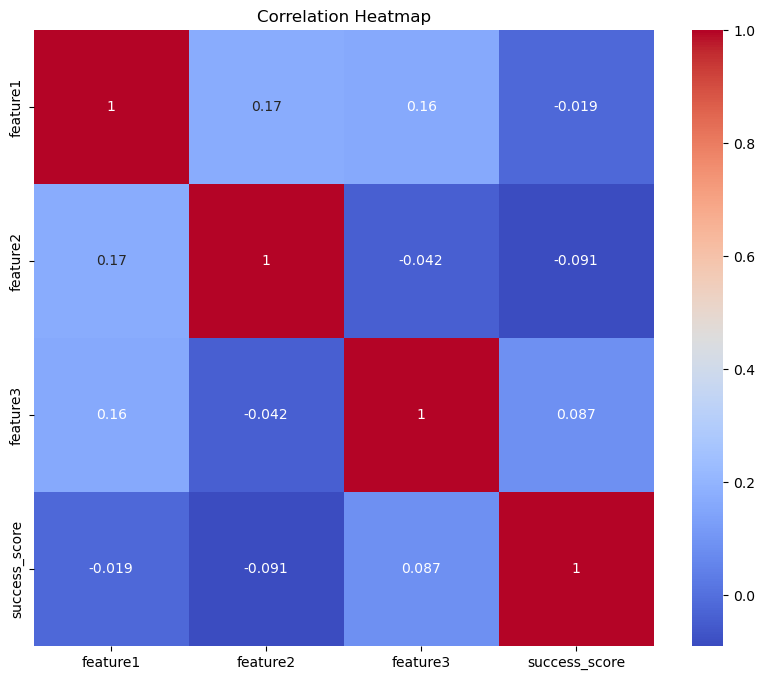 Correlation Heatmap
feature1
1
0.17
0.16
-0.019
feature2
0.17
1
-0.042
-0.091
feature3
0.16
-0.042
1
0.087
success_score
-0.019
-0.091
0.087
1
feature1
feature2
feature3
success_score
1.0
0.8
0.6
0.4
0.2
0.0